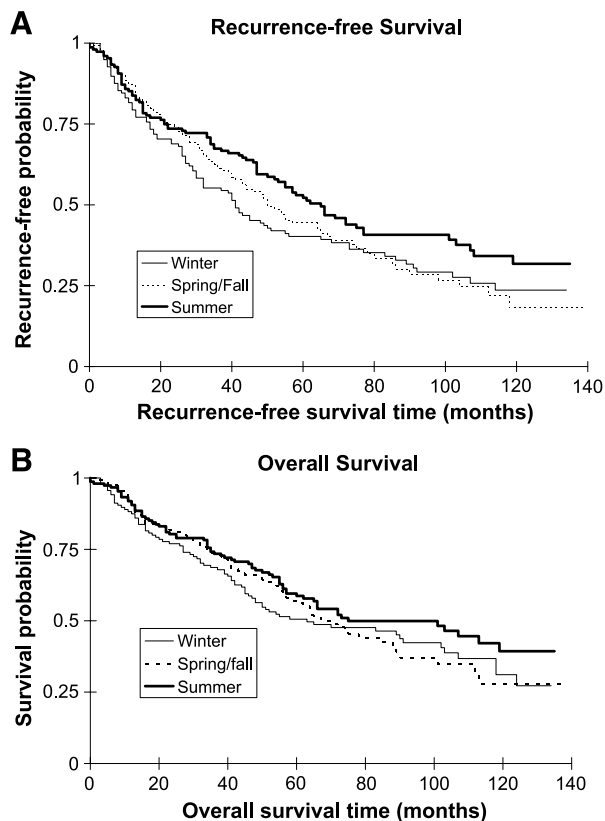 A
Recurrence-free Survival
1
0.75
0.5
0.25
0
Recurrence-free probability
Winter
Spring/Fall
Summer
0 20 40 60 80 100 120 140
Recurrence-free survival time (months)
B
Overall Survival
1
0.75
0.5
0.25
0
Survival probability
Winter
Spring/fall
Summer
0 20 40 60 80 100 120 140
Overall survival time (months)